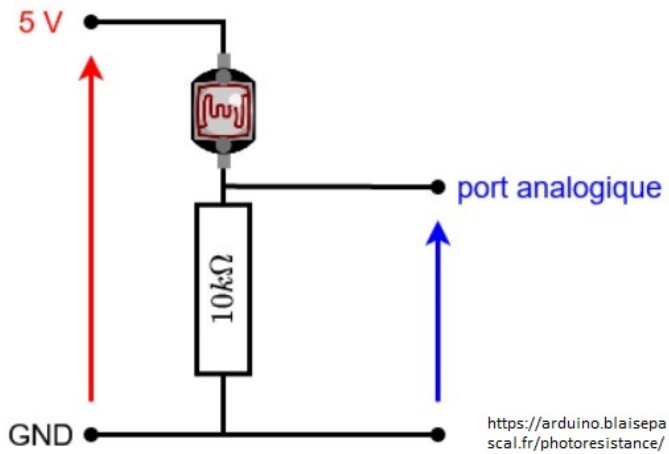 5 V
port analogique
10kΩ
GND
https://arduino.blaisepa
scal.fr/photoresistance/